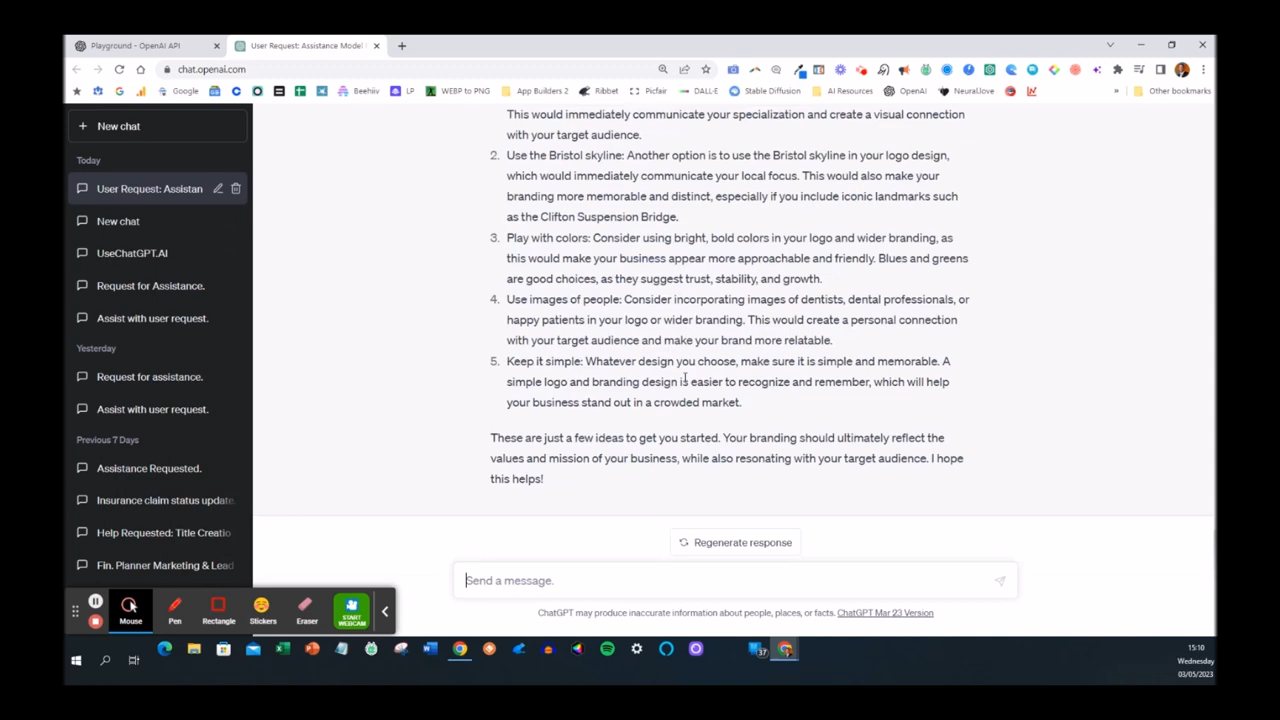 Playground - OpenAI API
User Request: Assistance Model
chat.openai.com
Google
Beehiiv
LP
WEBP to PNG
App Builders 2
Ribbet
Picfair
DALL-E
Stable Diffusion
AI Resources
OpenAI
NeuralJove
»
Other bookmarks
+ New chat
Today
User Request: Assistan
New chat
UseChatGPT.AI
Request for Assistance.
Assist with user request.
Yesterday
Request for assistance.
Assist with user request.
Previous 7 Days
Assistance Requested.
Insurance claim status update.
Help Requested: Title Creatio
Fin. Planner Marketing & Lead
This would immediately communicate your specialization and create a visual connection
with your target audience.
2. Use the Bristol skyline: Another option is to use the Bristol skyline in your logo design,
which would immediately communicate your local focus. This would also make your
branding more memorable and distinct, especially if you include iconic landmarks such
as the Clifton Suspension Bridge.
3. Play with colors: Consider using bright, bold colors in your logo and wider branding, as
this would make your business appear more approachable and friendly. Blues and greens
are good choices, as they suggest trust, stability, and growth.
4. Use images of people: Consider incorporating images of dentists, dental professionals, or
happy patients in your logo or wider branding. This would create a personal connection
with your target audience and make your brand more relatable.
5. Keep it simple: Whatever design you choose, make sure it is simple and memorable. A
simple logo and branding design is easier to recognize and remember, which will help
your business stand out in a crowded market.
These are just a few ideas to get you started. Your branding should ultimately reflect the
values and mission of your business, while also resonating with your target audience. I hope
this helps!
Regenerate response
Send a message.
ChatGPT may produce inaccurate information about people, places, or facts. ChatGPT Mar 23 Version
Mouse
Pen
Rectangle
Stickers
Eraser
START
WEBCAM
37
15:10
Wednesday
03/05/2023